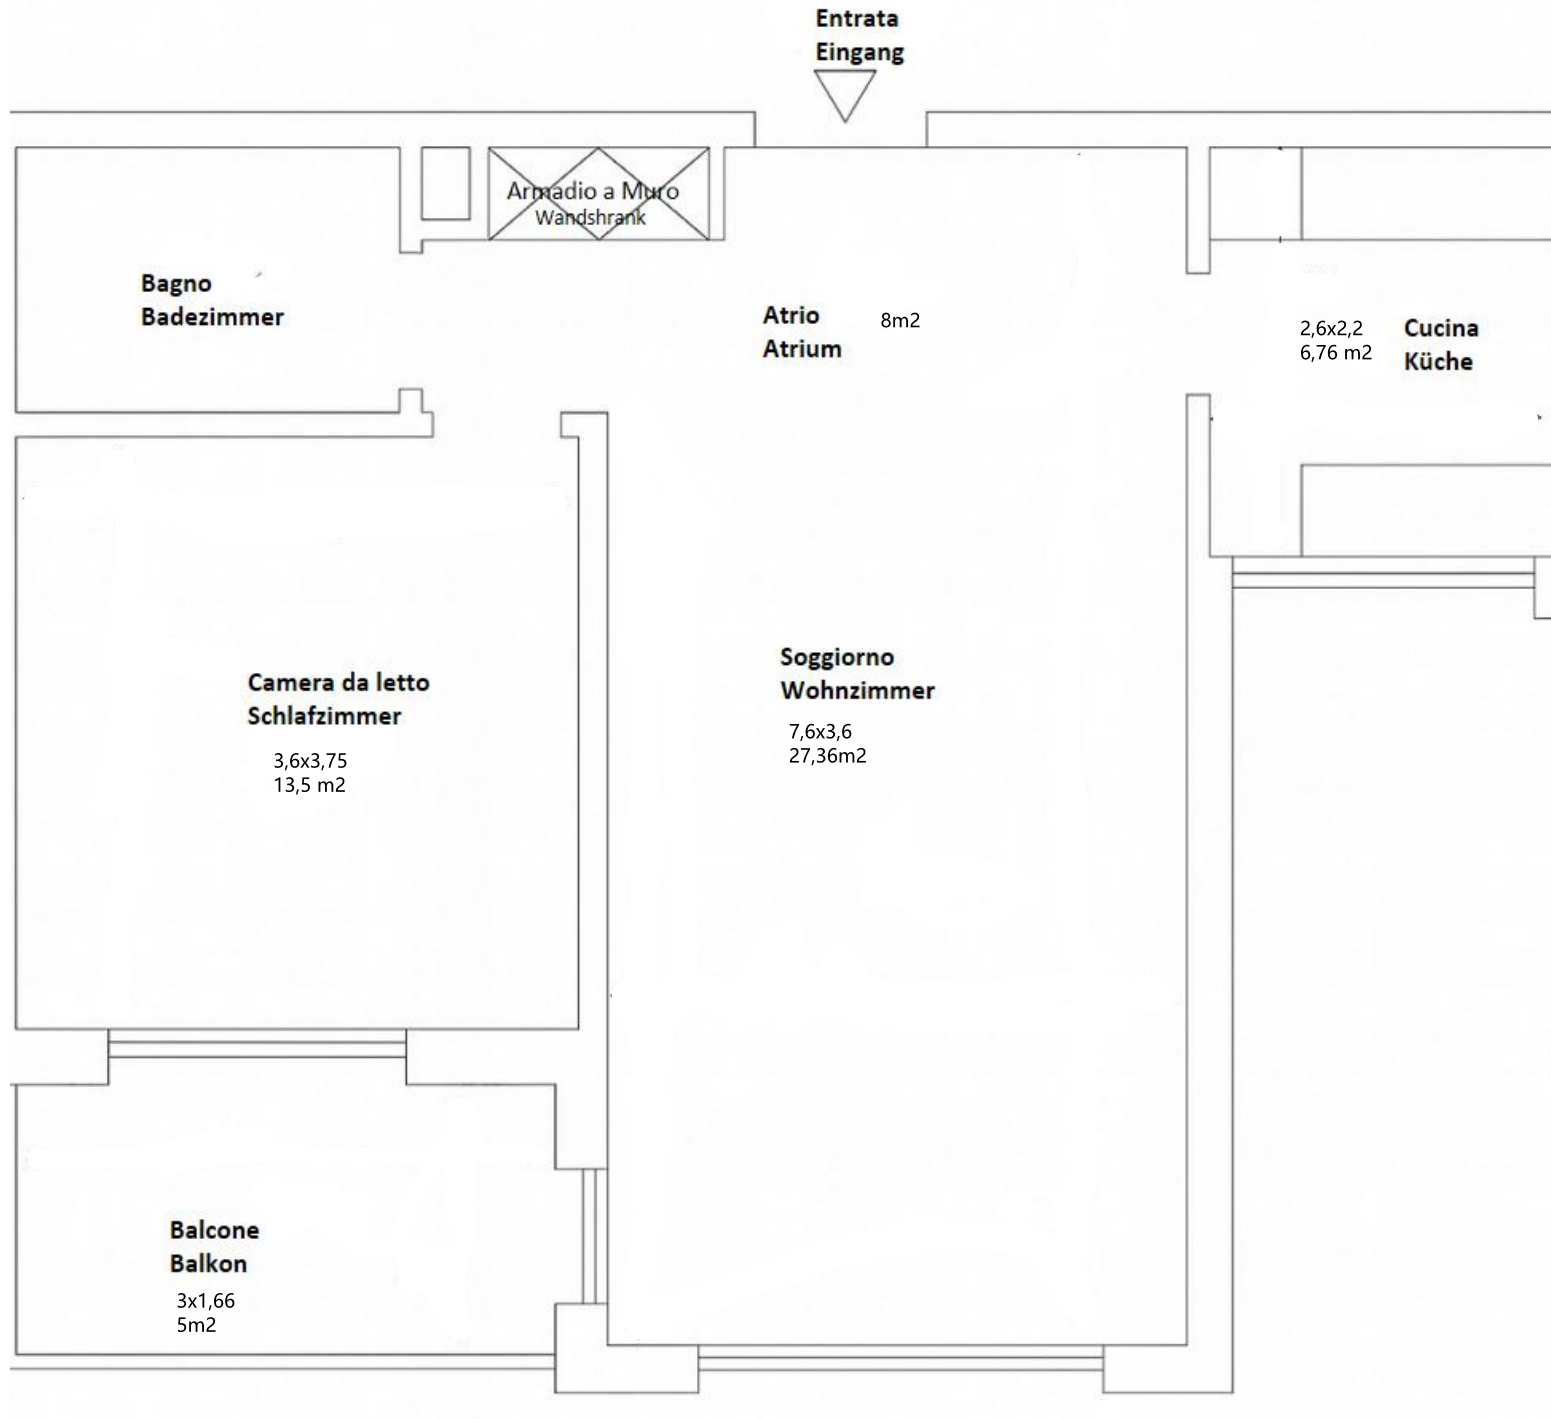 Entrata
Eingang
Armadio a Muro
Wandshrank
Bagno
Badezimmer
Atrio
Atrium
8m2
2,6x2,2
6,76 m2
Cucina
Küche
Camera da letto
Schlafzimmer
3,6x3,75
13,5 m2
Soggiorno
Wohnzimmer
7,6x3,6
27,36m2
Balcone
Balkon
3x1,66
5m2